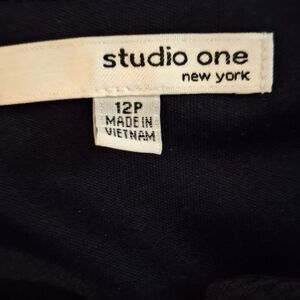 studio one
new york
12P
MADE IN
VIETNAM